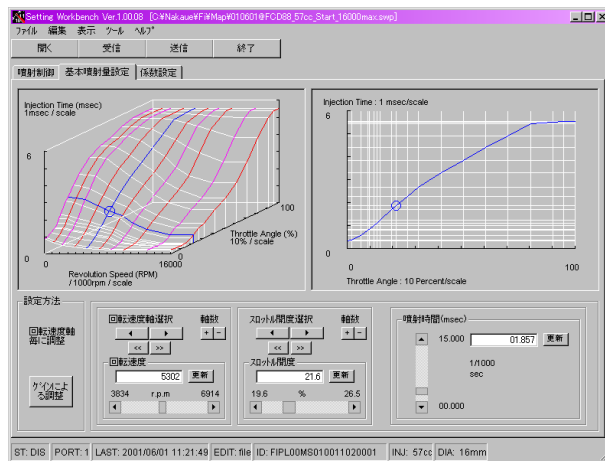 Setting Workbench Ver.1.00.08 [C:¥Nakaue¥Fi¥Map¥010601@FCD88_57cc_Start_16000max.swp]
ファイル 編集 表示 ツール ヘルプ
開く 受信 送信 終了
噴射制御 基本噴射量設定 係数設定
Injection Time (msec)
1msec / scale
6
0
0
16000
Revolution Speed (RPM)
/1000rpm / scale
100
0
Throttle Angle (%)
10% / scale
Injection Time : 1 msec/scale
6
0
0
100
Throttle Angle : 10 Percent/scale
設定方法
回転速度軸
毎に調整
ゲインによ
る調整
回転速度軸選択 軸数
+ -
<< >>
回転速度
5302 更新
3834 r.p.m 6914
スロットル開度選択 軸数
+ -
<< >>
スロットル開度
21.6 更新
19.6 % 26.5
噴射時間(msec)
15.000 01.857 更新
1/1000
sec
00.000
ST: DIS PORT: 1 LAST: 2001/06/01 11:21:49 EDIT: file ID: FIPL00MS010011020001 INJ: 57cc DIA: 16mm